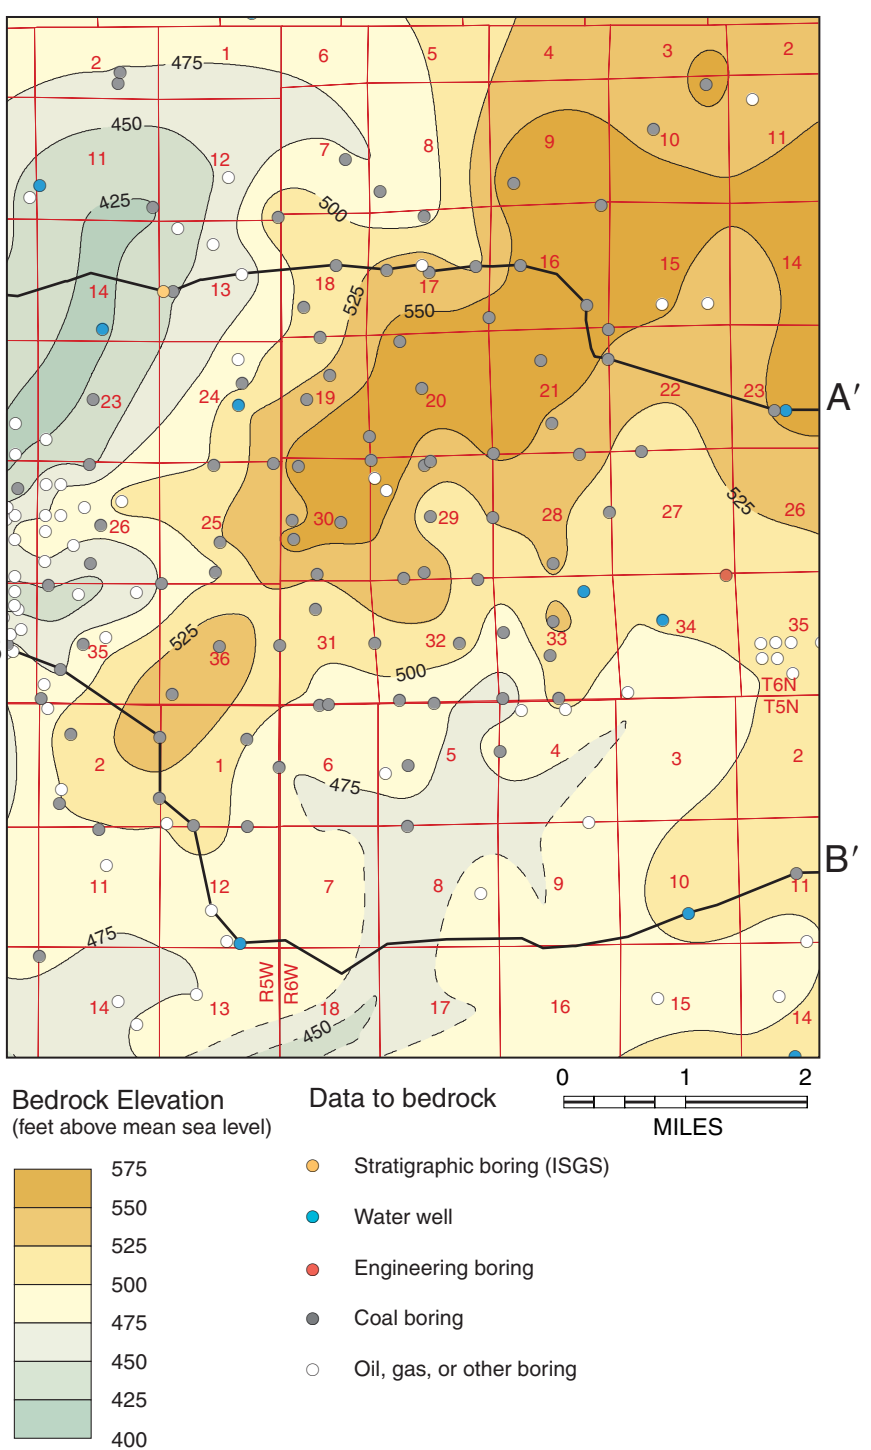 2 1 6 5 4 3 2
475
450
11 12 7 8 9 10 11
425 500
14 13 18 17 16 15 14
525 550
23 24 19 20 21 22 23
A′
26 25 30 29 28 27 26
525
35 36 31 32 33 34 35
525 500
T6N
T5N
2 1 6 5 4 3 2
475
B′
11 12 7 8 9 10 11
475
R5W R6W
14 13 18 17 16 15 14
450
Bedrock Elevation
(feet above mean sea level)
575
550
525
500
475
450
425
400
Data to bedrock
Stratigraphic boring (ISGS)
Water well
Engineering boring
Coal boring
Oil, gas, or other boring
0 1 2
MILES